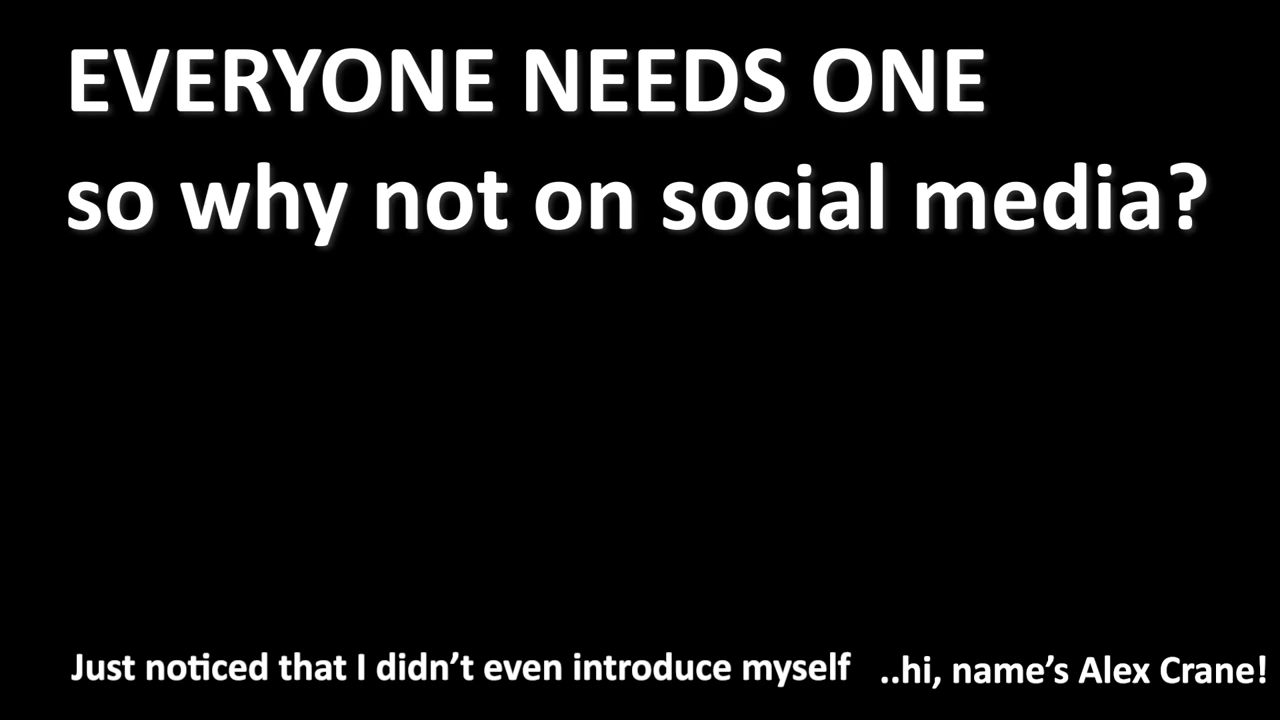 EVERYONE NEEDS ONE
so why not on social media?
Just noticed that I didn’t even introduce myself ..hi, name’s Alex Crane!